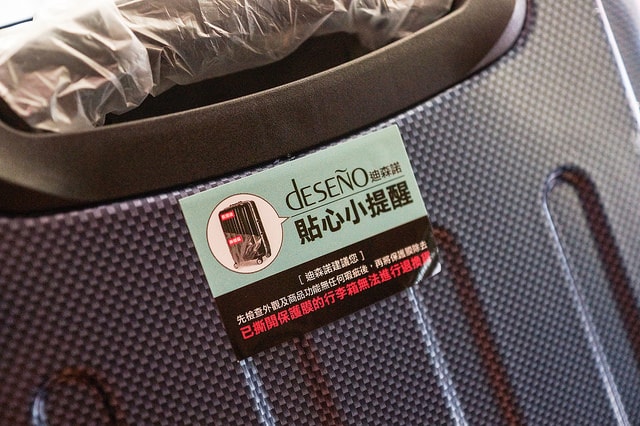 deseño 迪森諾
貼心小提醒
[ 迪森諾建議您 ]
先檢查外觀及商品功能無任何瑕疵後，再將保護膜除去
已撕開保護膜的行李箱無法進行退換貨